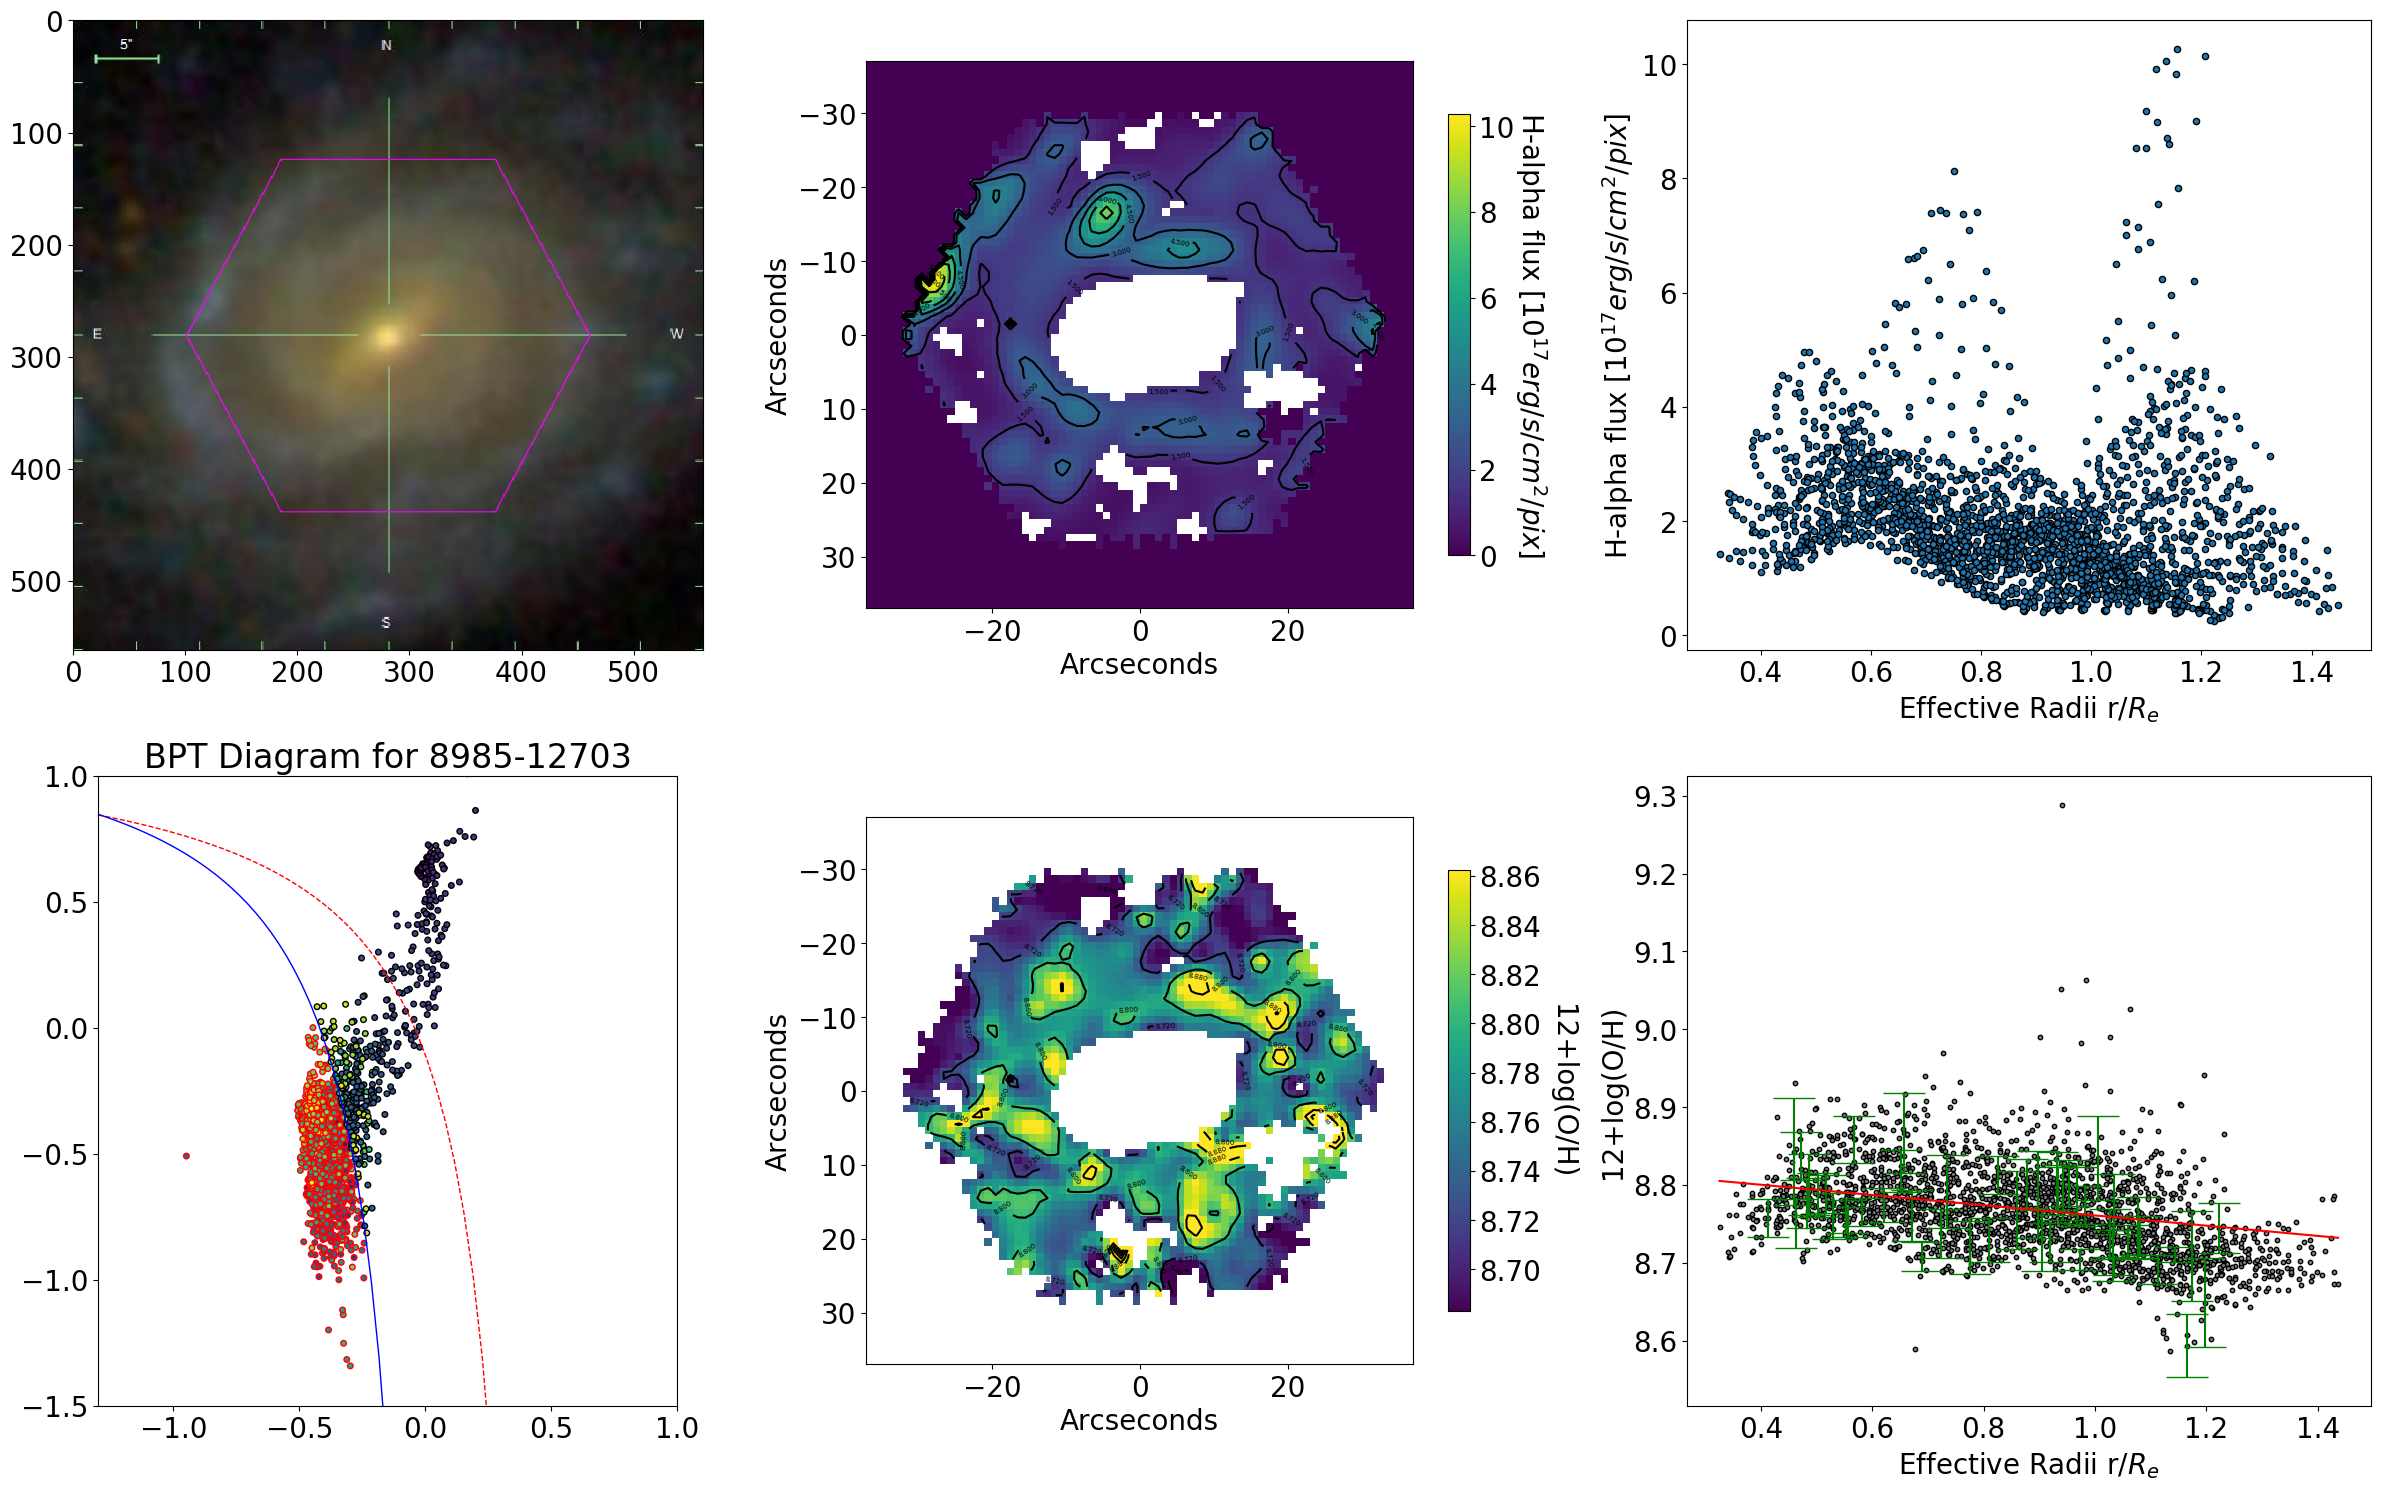 0
100
200
300
400
500
0 100 200 300 400 500
5"
N
E
W
S
−30
−20
−10
0
10
20
30
−20 0 20
Arcseconds
Arcseconds
10
8
6
4
2
0
H-alpha flux [10^17 erg/s/cm^2/pix]
10
8
6
4
2
0
H-alpha flux [10^17 erg/s/cm^2/pix]
0.4 0.6 0.8 1.0 1.2 1.4
Effective Radii r/R_e
BPT Diagram for 8985-12703
1.0
0.5
0.0
−0.5
−1.0
−1.5
−1.0 −0.5 0.0 0.5 1.0
−30
−20
−10
0
10
20
30
−20 0 20
Arcseconds
Arcseconds
8.86
8.84
8.82
8.80
8.78
8.76
8.74
8.72
8.70
12+log(O/H)
9.3
9.2
9.1
9.0
8.9
8.8
8.7
8.6
12+log(O/H)
0.4 0.6 0.8 1.0 1.2 1.4
Effective Radii r/R_e